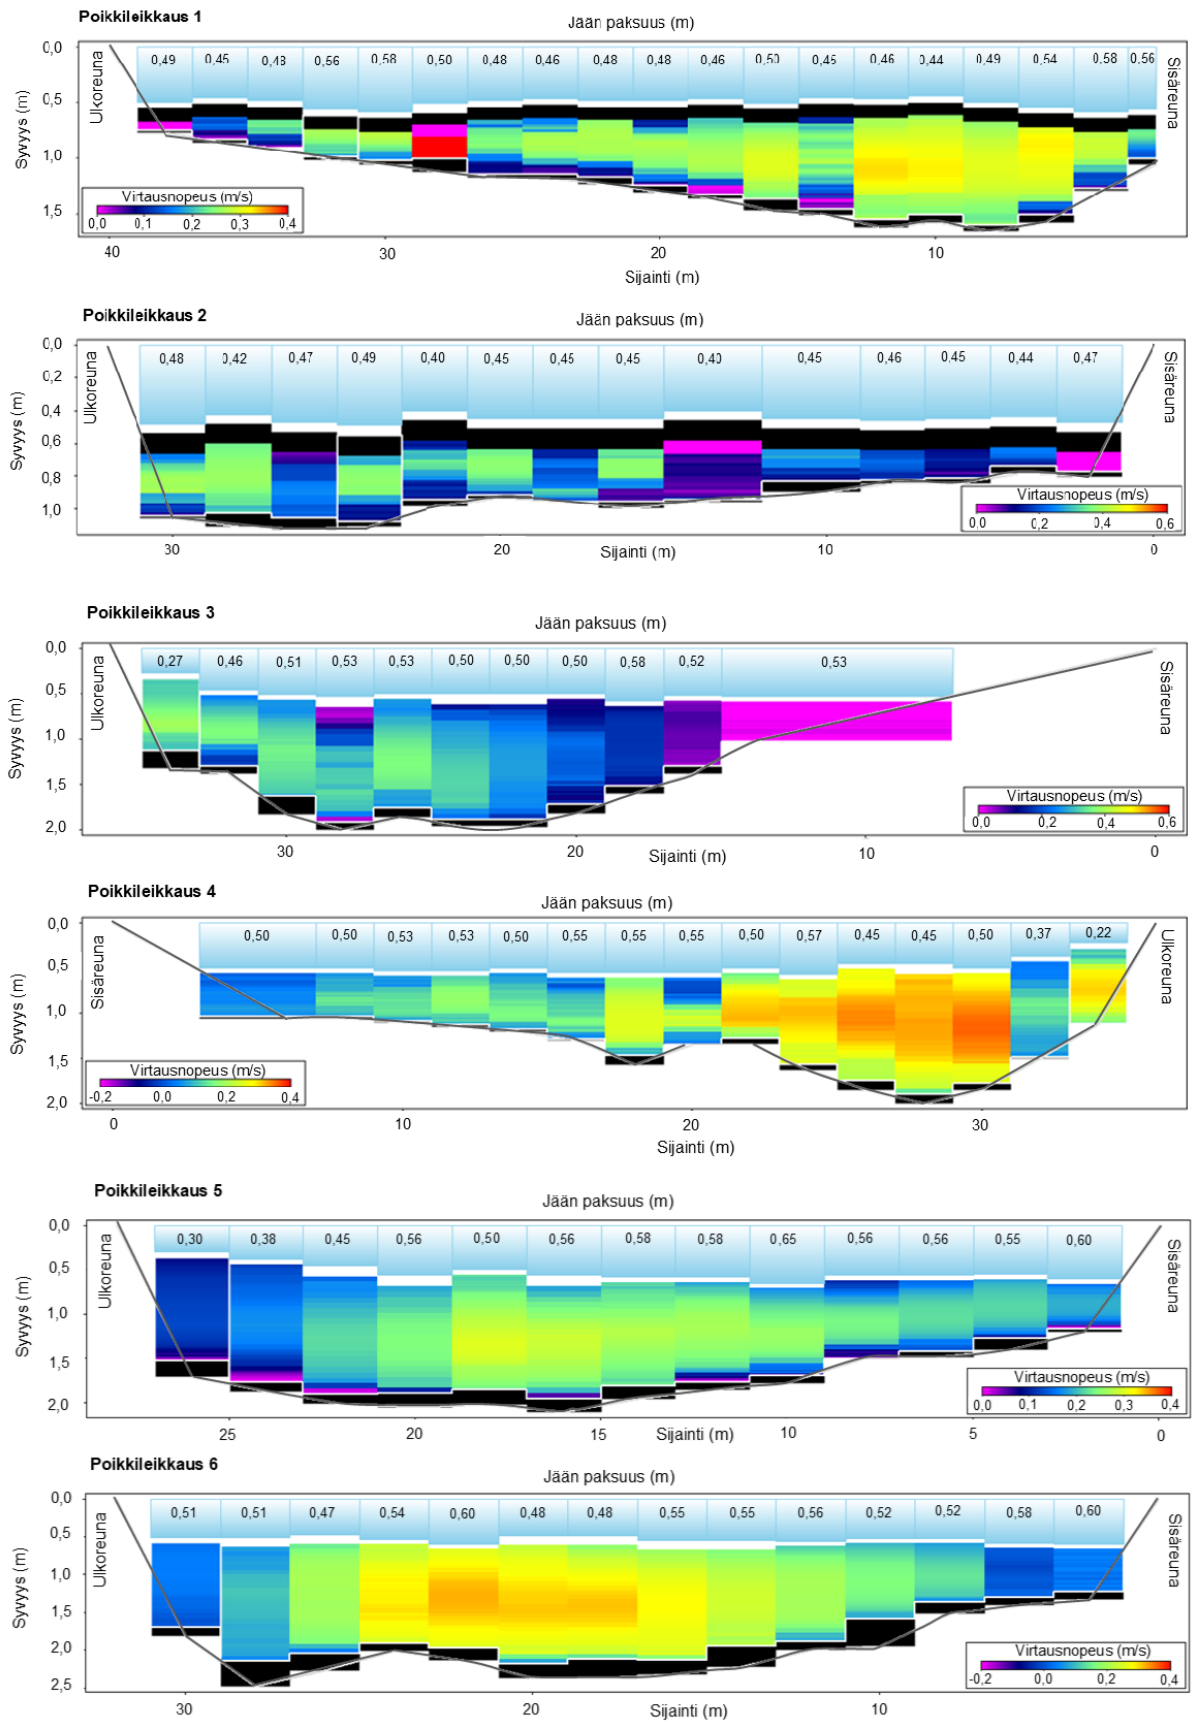 Poikkileikkaus 1
Jään paksuus (m)
0,0
0,5
1,0
1,5
Syvyys (m)
Ulkoreuna
0,49 0,45 0,43 0,56 0,58 0,50 0,48 0,46 0,48 0,48 0,46 0,50 0,45 0,46 0,44 0,49 0,54 0,58 0,56
Sisäreuna
Virtausnopeus (m/s)
0,0 0,1 0,2 0,3 0,4
40 30 20 10
Sijainti (m)
Poikkileikkaus 2
Jään paksuus (m)
0,0
0,2
0,4
0,6
0,8
1,0
Syvyys (m)
Ulkoreuna
0,48 0,42 0,47 0,49 0,40 0,45 0,45 0,45 0,40 0,45 0,46 0,45 0,44 0,47
Sisäreuna
Virtausnopeus (m/s)
0,0 0,2 0,4 0,6
30 20 10 0
Sijainti (m)
Poikkileikkaus 3
Jään paksuus (m)
0,0
0,5
1,0
1,5
2,0
Syvyys (m)
Ulkoreuna
0,27 0,46 0,51 0,53 0,53 0,50 0,50 0,50 0,58 0,52 0,53
Sisäreuna
Virtausnopeus (m/s)
0,0 0,2 0,4 0,6
30 20 10 0
Sijainti (m)
Poikkileikkaus 4
Jään paksuus (m)
0,0
0,5
1,0
1,5
2,0
Syvyys (m)
Sisäreuna
0,50 0,50 0,53 0,53 0,50 0,55 0,55 0,55 0,50 0,57 0,45 0,45 0,50 0,37 0,22
Ulkoreuna
Virtausnopeus (m/s)
-0,2 0,0 0,2 0,4
0 10 20 30
Sijainti (m)
Poikkileikkaus 5
Jään paksuus (m)
0,0
0,5
1,0
1,5
2,0
Syvyys (m)
Ulkoreuna
0,30 0,38 0,45 0,56 0,50 0,56 0,58 0,58 0,65 0,56 0,56 0,55 0,60
Sisäreuna
Virtausnopeus (m/s)
0,0 0,1 0,2 0,3 0,4
25 20 15 10 5 0
Sijainti (m)
Poikkileikkaus 6
Jään paksuus (m)
0,0
0,5
1,0
1,5
2,0
2,5
Syvyys (m)
Ulkoreuna
0,51 0,51 0,47 0,54 0,60 0,48 0,48 0,55 0,55 0,56 0,52 0,52 0,58 0,60
Sisäreuna
Virtausnopeus (m/s)
-0,2 0,0 0,2 0,4
30 20 10
Sijainti (m)